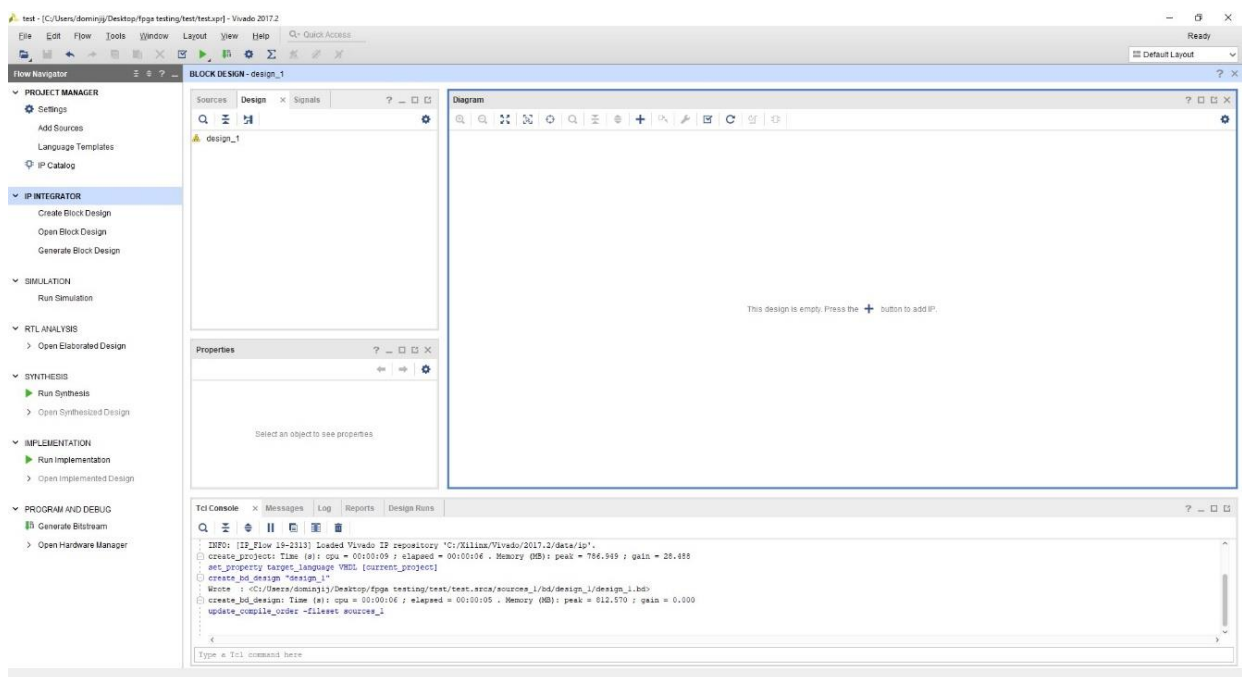 test - [C:/Users/dominjij/Desktop/fpga testing/test/test.xpr] - Vivado 2017.2
File Edit Flow Tools Window Layout View Help Q- Quick Access
Ready
Default Layout
Flow Navigator
BLOCK DESIGN - design_1
PROJECT MANAGER
Settings
Add Sources
Language Templates
IP Catalog
IP INTEGRATOR
Create Block Design
Open Block Design
Generate Block Design
SIMULATION
Run Simulation
RTL ANALYSIS
Open Elaborated Design
SYNTHESIS
Run Synthesis
Open Synthesized Design
IMPLEMENTATION
Run Implementation
Open Implemented Design
PROGRAM AND DEBUG
Generate Bitstream
Open Hardware Manager
Sources Design Signals
design_1
Properties
Select an object to see properties
Diagram
This design is empty. Press the + button to add IP.
Tcl Console Messages Log Reports Design Runs
INFO: [IP_Flow 19-2313] Loaded Vivado IP repository 'C:/Xilinx/Vivado/2017.2/data/ip'.
create_project: Time (s): cpu = 00:00:09 ; elapsed = 00:00:06 . Memory (MB): peak = 786.949 ; gain = 28.488
set_property target_language VHDL [current_project]
create_bd_design "design_1"
Wrote : <C:/Users/dominjij/Desktop/fpga testing/test/test.srcs/sources_1/bd/design_1/design_1.bd>
create_bd_design: Time (s): cpu = 00:00:06 ; elapsed = 00:00:05 . Memory (MB): peak = 812.570 ; gain = 0.000
update_compile_order -fileset sources_1
Type a Tcl command here